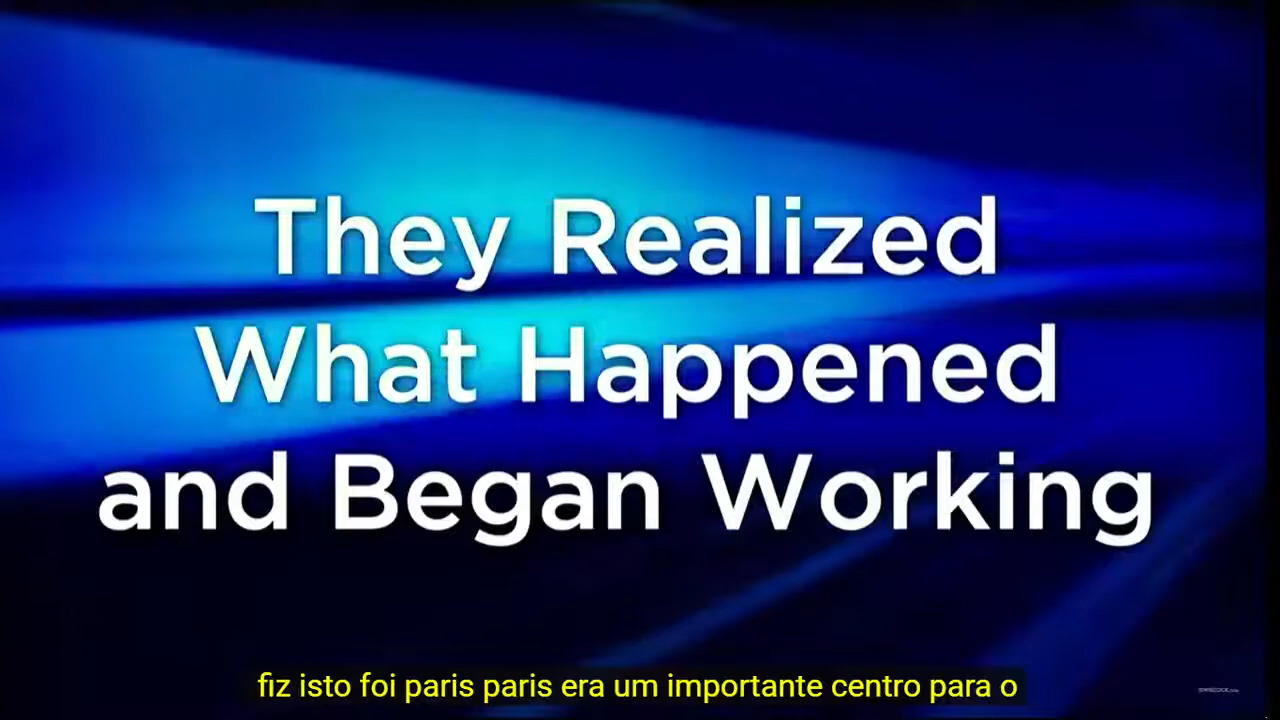 They Realized
What Happened
and Began Working
fiz isto foi paris paris era um importante centro para o